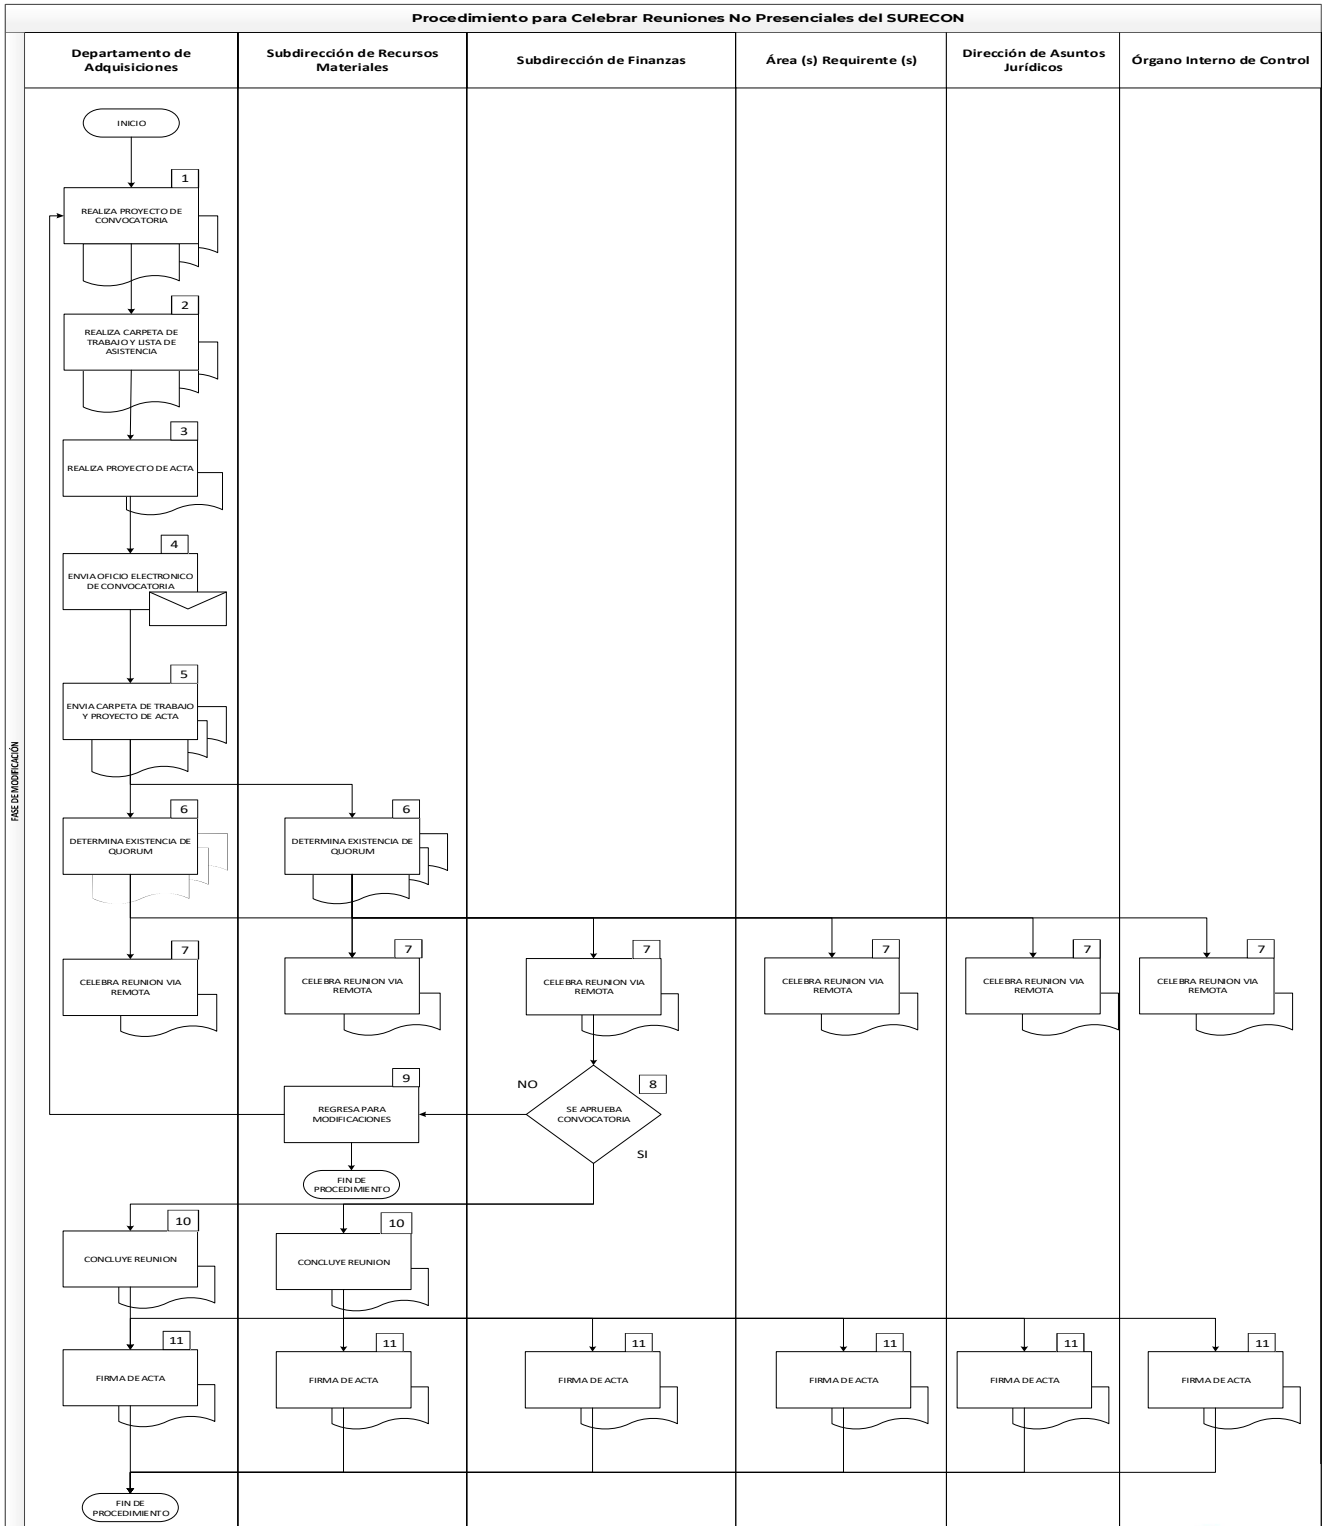 Procedimiento para Celebrar Reuniones No Presenciales del SURECON
Departamento de
Adquisiciones
Subdirección de Recursos
Materiales
Subdirección de Finanzas
Área (s) Requirente (s)
Dirección de Asuntos
Jurídicos
Órgano Interno de Control
FASE DE MODIFICACIÓN
INICIO
1
REALIZA PROYECTO DE
CONVOCATORIA
2
REALIZA CARPETA DE
TRABAJO Y LISTA DE
ASISTENCIA
3
REALIZA PROYECTO DE ACTA
4
ENVIA OFICIO ELECTRONICO
DE CONVOCATORIA
5
ENVIA CARPETA DE TRABAJO
Y PROYECTO DE ACTA
6
DETERMINA EXISTENCIA DE
QUORUM
6
DETERMINA EXISTENCIA DE
QUORUM
7
CELEBRA REUNION VIA
REMOTA
7
CELEBRA REUNION VIA
REMOTA
7
CELEBRA REUNION VIA
REMOTA
7
CELEBRA REUNION VIA
REMOTA
7
CELEBRA REUNION VIA
REMOTA
7
CELEBRA REUNION VIA
REMOTA
NO
8
SE APRUEBA
CONVOCATORIA
SI
9
REGRESA PARA
MODIFICACIONES
FIN DE
PROCEDIMIENTO
10
CONCLUYE REUNION
10
CONCLUYE REUNION
11
FIRMA DE ACTA
11
FIRMA DE ACTA
11
FIRMA DE ACTA
11
FIRMA DE ACTA
11
FIRMA DE ACTA
11
FIRMA DE ACTA
FIN DE
PROCEDIMIENTO